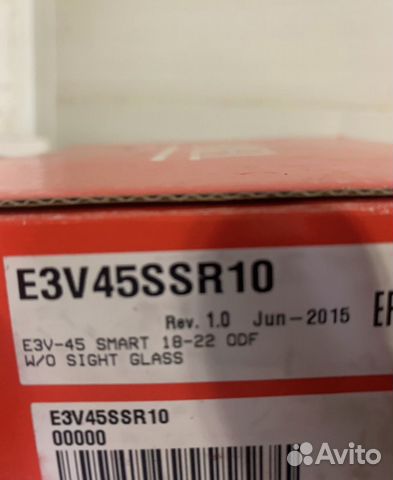 E3V45SSR10
Rev. 1.0 Jun-2015
E3V-45 SMART 18-22 ODF
W/O SIGHT GLASS
E3V45SSR10
00000
Avito